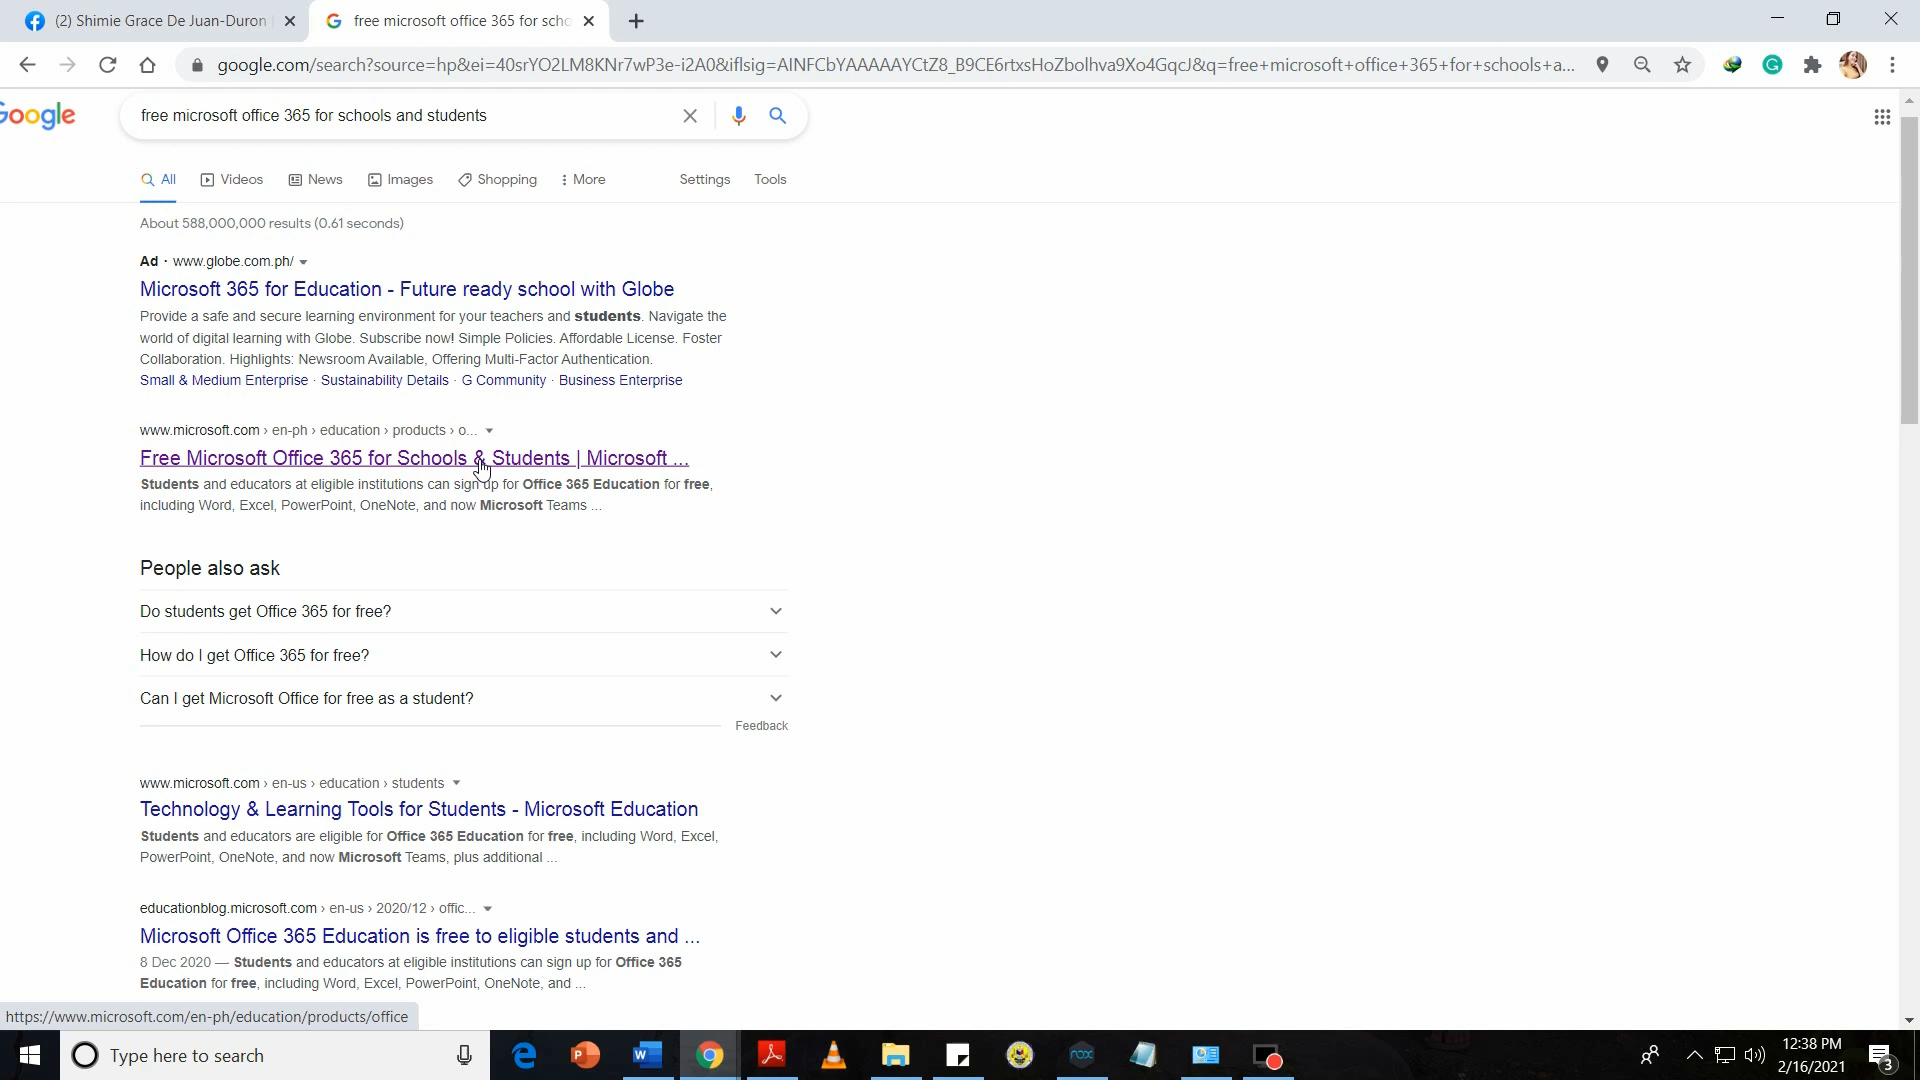 (2) Shimie Grace De Juan-Duron
free microsoft office 365 for scho
google.com/search?source=hp&ei=40srYO2LM8KNr7wP3e-i2A0&iflsig=AINFCbYAAAAAYCtZ8_B9CE6rtxsHoZbolhva9Xo4GqcJ&q=free+microsoft+office+365+for+schools+a...
Google
free microsoft office 365 for schools and students
All Videos News Images Shopping More Settings Tools
About 588,000,000 results (0.61 seconds)
Ad · www.globe.com.ph/
Microsoft 365 for Education - Future ready school with Globe
Provide a safe and secure learning environment for your teachers and students. Navigate the
world of digital learning with Globe. Subscribe now! Simple Policies. Affordable License. Foster
Collaboration. Highlights: Newsroom Available, Offering Multi-Factor Authentication.
Small & Medium Enterprise · Sustainability Details · G Community · Business Enterprise
www.microsoft.com › en-ph › education › products › o...
Free Microsoft Office 365 for Schools & Students | Microsoft ...
Students and educators at eligible institutions can sign up for Office 365 Education for free,
including Word, Excel, PowerPoint, OneNote, and now Microsoft Teams ...
People also ask
Do students get Office 365 for free?
How do I get Office 365 for free?
Can I get Microsoft Office for free as a student?
Feedback
www.microsoft.com › en-us › education › students
Technology & Learning Tools for Students - Microsoft Education
Students and educators are eligible for Office 365 Education for free, including Word, Excel,
PowerPoint, OneNote, and now Microsoft Teams, plus additional ...
educationblog.microsoft.com › en-us › 2020/12 › offic...
Microsoft Office 365 Education is free to eligible students and ...
8 Dec 2020 — Students and educators at eligible institutions can sign up for Office 365
Education for free, including Word, Excel, PowerPoint, OneNote, and ...
https://www.microsoft.com/en-ph/education/products/office
Type here to search
nox
12:38 PM
2/16/2021
3